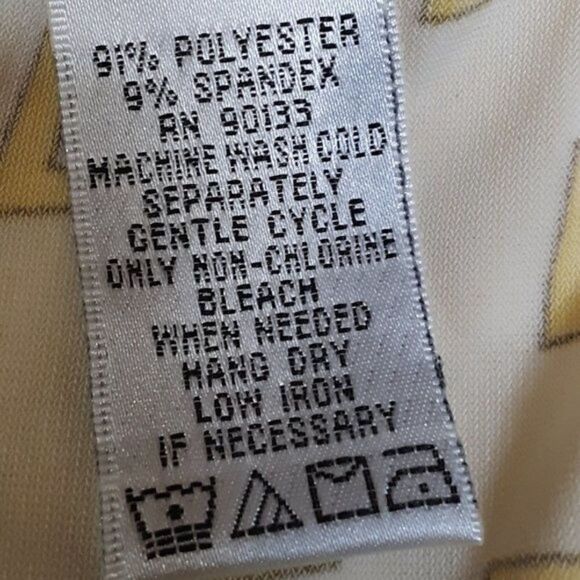 91% POLYESTER
9% SPANDEX
RN 90133
MACHINE WASH COLD
SEPARATELY
GENTLE CYCLE
ONLY NON-CHLORINE
BLEACH
WHEN NEEDED
HANG DRY
LOW IRON
IF NECESSARY